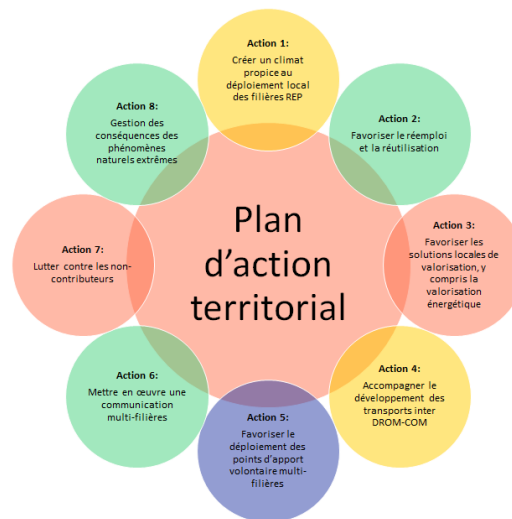 Action 1:
Créer un climat
propice au
déploiement local
des filières REP
Action 2:
Favoriser le réemploi
et la réutilisation
Action 3:
Favoriser les
solutions locales de
valorisation, y
compris la
valorisation
énergétique
Action 4:
Accompagner le
développement des
transports inter
DROM-COM
Action 5:
Favoriser le
déploiement des
points d'apport
volontaire multi-
filières
Action 6:
Mettre en œuvre une
communication
multi-filières
Action 7:
Lutter contre les non-
contributeurs
Action 8:
Gestion des
conséquences des
phénomènes
naturels extrêmes
Plan
d'action
territorial